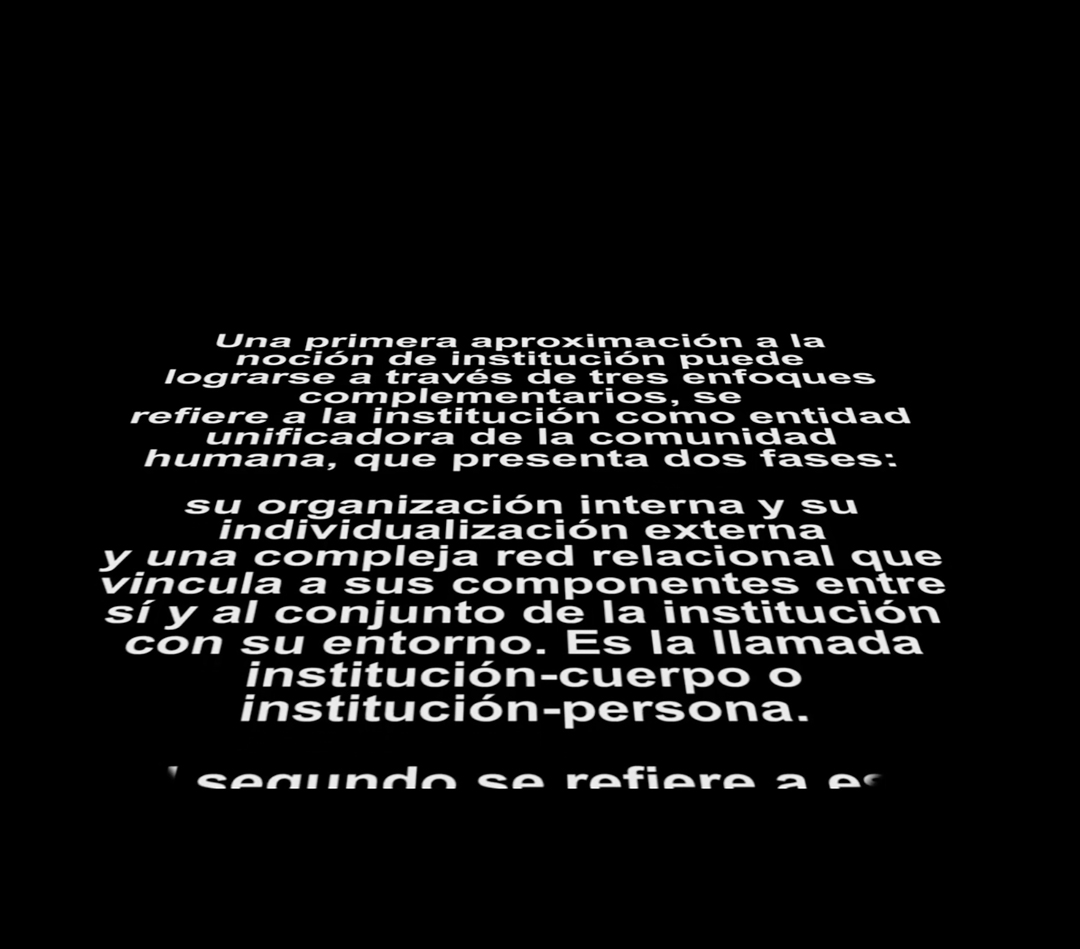 Una primera aproximación a la
noción de institución puede
lograrse a través de tres enfoques
complementarios, se
refiere a la institución como entidad
unificadora de la comunidad
humana, que presenta dos fases:
su organización interna y su
individualización externa
y una compleja red relacional que
vincula a sus componentes entre
sí y al conjunto de la institución
con su entorno. Es la llamada
institución-cuerpo o
institución-persona.
segundo se refiere a